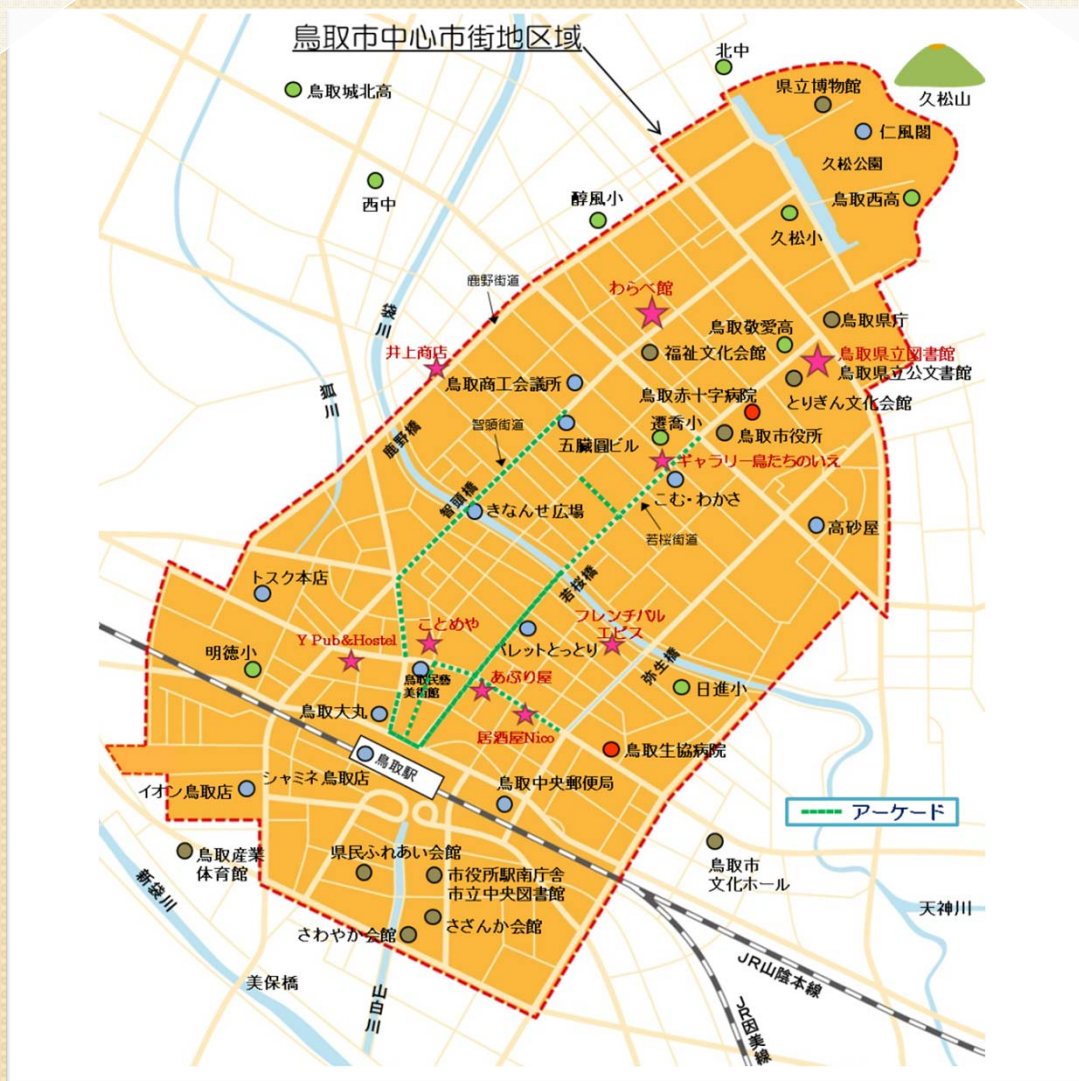 鳥取市中心市街地区域
北中
久松山
県立博物館
鳥取城北高
仁風閣
久松公園
西中
醇風小
鳥取西高
久松小
鹿野街道
わらべ館
袋川
鳥取県庁
鳥取敬愛高
井上商店
福祉文化会館
鳥取県立図書館
鳥取県立公文書館
鳥取商工会議所
旧川
鳥取赤十字病院
とりぎん文化会館
智頭街道
遷喬小
鳥取市役所
鹿野橋
五臓圓ビル
ギャラリー鳥たちのいえ
智頭橋
こむ・わかさ
きなんせ広場
高砂屋
若桜街道
トスク本店
若桜橋
フレンチバル
エビス
ことめや
Y Pub&Hostel
パレットとっとり
明徳小
弥生橋
鳥取民藝
美術館
あぶり屋
日進小
鳥取大丸
居酒屋Nico
鳥取生協病院
鳥取駅
シャミネ鳥取店
鳥取中央郵便局
イオン鳥取店
アーケード
鳥取産業
体育館
県民ふれあい会館
市役所駅南庁舎
市立中央図書館
鳥取市
文化ホール
新袋川
天神川
さざんか会館
さわやか会館
JR山陰本線
美保橋
山白川
JR因美線